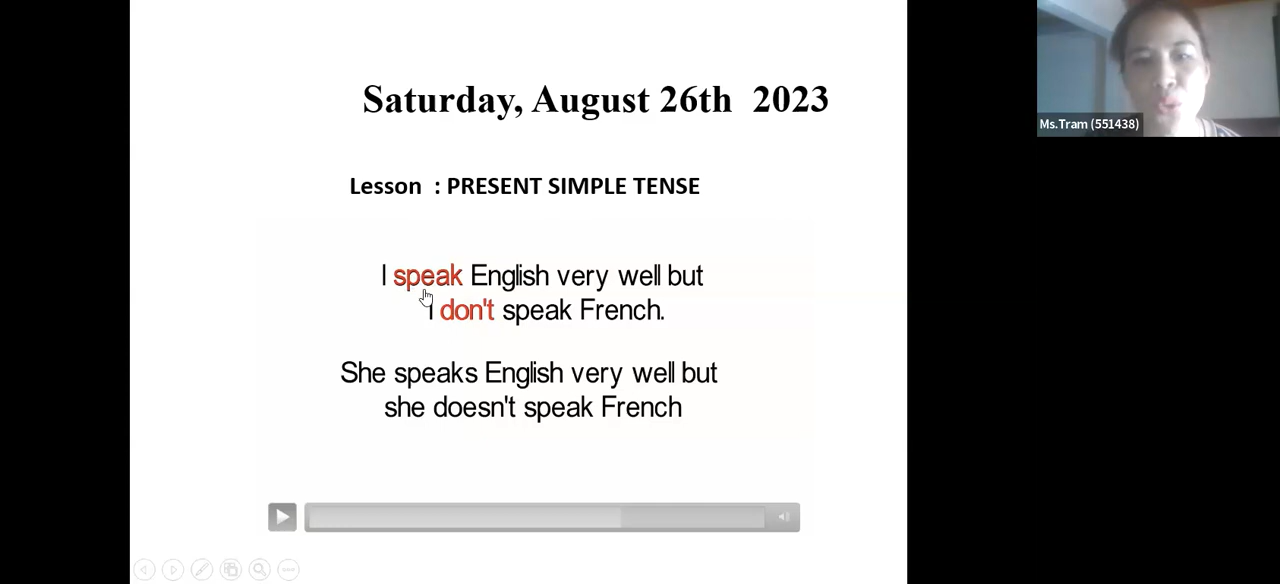 Saturday, August 26th 2023
Ms.Tram (551438)
Lesson : PRESENT SIMPLE TENSE
I speak English very well but
I don't speak French.
She speaks English very well but
she doesn't speak French